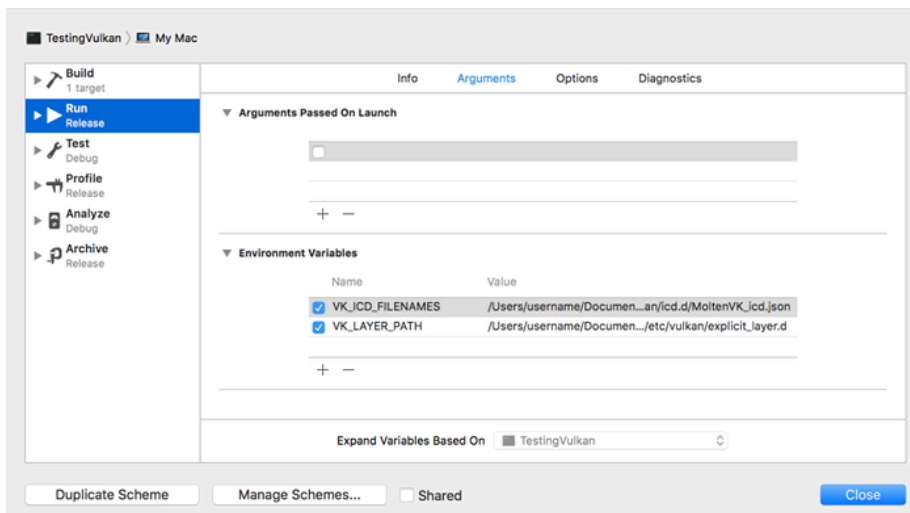 TestingVulkan 〉 My Mac
Build
1 target
Run
Release
Test
Debug
Profile
Release
Analyze
Debug
Archive
Release
Info Arguments Options Diagnostics
Arguments Passed On Launch
+ −
Environment Variables
Name Value
VK_ICD_FILENAMES /Users/username/Documen...an/icd.d/MoltenVK_icd.json
VK_LAYER_PATH /Users/username/Documen.../etc/vulkan/explicit_layer.d
+ −
Expand Variables Based On TestingVulkan
Duplicate Scheme Manage Schemes... Shared Close